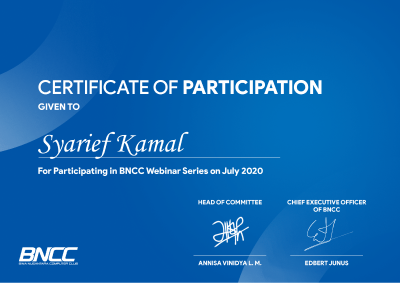 CERTIFICATE OF PARTICIPATION
GIVEN TO
Syarief Kamal
For Participating in BNCC Webinar Series on July 2020
HEAD OF COMMITTEE
ANNISA VINIDYA L. M.
CHIEF EXECUTIVE OFFICER
OF BNCC
EDBERT JUNUS
BNCC
BINA NUSANTARA COMPUTER CLUB